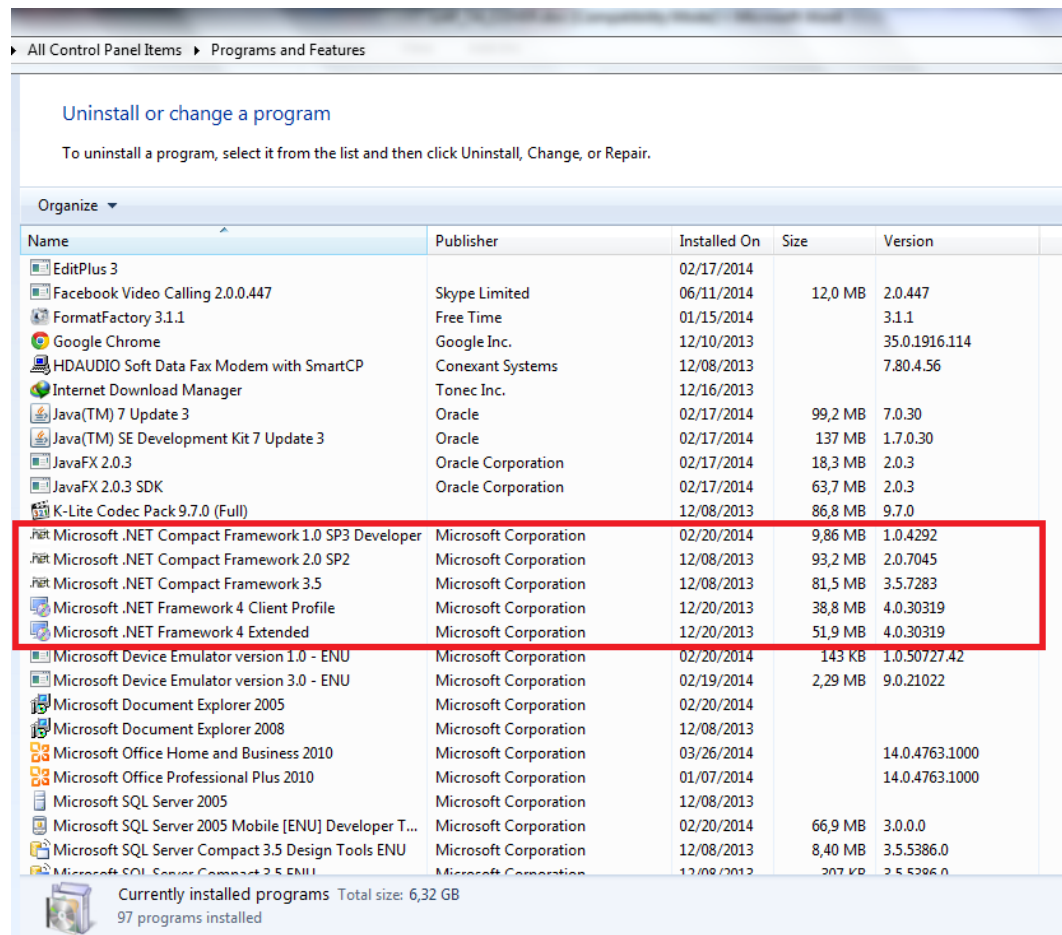 All Control Panel Items ▸ Programs and Features
Uninstall or change a program
To uninstall a program, select it from the list and then click Uninstall, Change, or Repair.
Organize
Name Publisher Installed On Size Version
EditPlus 3 02/17/2014
Facebook Video Calling 2.0.0.447 Skype Limited 06/11/2014 12,0 MB 2.0.447
FormatFactory 3.1.1 Free Time 01/15/2014 3.1.1
Google Chrome Google Inc. 12/10/2013 35.0.1916.114
HDAUDIO Soft Data Fax Modem with SmartCP Conexant Systems 12/08/2013 7.80.4.56
Internet Download Manager Tonec Inc. 12/16/2013
Java(TM) 7 Update 3 Oracle 02/17/2014 99,2 MB 7.0.30
Java(TM) SE Development Kit 7 Update 3 Oracle 02/17/2014 137 MB 1.7.0.30
JavaFX 2.0.3 Oracle Corporation 02/17/2014 18,3 MB 2.0.3
JavaFX 2.0.3 SDK Oracle Corporation 02/17/2014 63,7 MB 2.0.3
K-Lite Codec Pack 9.7.0 (Full) 12/08/2013 86,8 MB 9.7.0
Microsoft .NET Compact Framework 1.0 SP3 Developer Microsoft Corporation 02/20/2014 9,86 MB 1.0.4292
Microsoft .NET Compact Framework 2.0 SP2 Microsoft Corporation 12/08/2013 93,2 MB 2.0.7045
Microsoft .NET Compact Framework 3.5 Microsoft Corporation 12/08/2013 81,5 MB 3.5.7283
Microsoft .NET Framework 4 Client Profile Microsoft Corporation 12/20/2013 38,8 MB 4.0.30319
Microsoft .NET Framework 4 Extended Microsoft Corporation 12/20/2013 51,9 MB 4.0.30319
Microsoft Device Emulator version 1.0 - ENU Microsoft Corporation 02/20/2014 143 KB 1.0.50727.42
Microsoft Device Emulator version 3.0 - ENU Microsoft Corporation 02/19/2014 2,29 MB 9.0.21022
Microsoft Document Explorer 2005 Microsoft Corporation 02/20/2014
Microsoft Document Explorer 2008 Microsoft Corporation 12/08/2013
Microsoft Office Home and Business 2010 Microsoft Corporation 03/26/2014 14.0.4763.1000
Microsoft Office Professional Plus 2010 Microsoft Corporation 01/07/2014 14.0.4763.1000
Microsoft SQL Server 2005 Microsoft Corporation 12/08/2013
Microsoft SQL Server 2005 Mobile [ENU] Developer T... Microsoft Corporation 02/20/2014 66,9 MB 3.0.0.0
Microsoft SQL Server Compact 3.5 Design Tools ENU Microsoft Corporation 12/08/2013 8,40 MB 3.5.5386.0
Microsoft SQL Server Compact 3.5 ENU Microsoft Corporation 12/08/2013 307 KB 3.5.5386.0
Currently installed programs Total size: 6,32 GB
97 programs installed